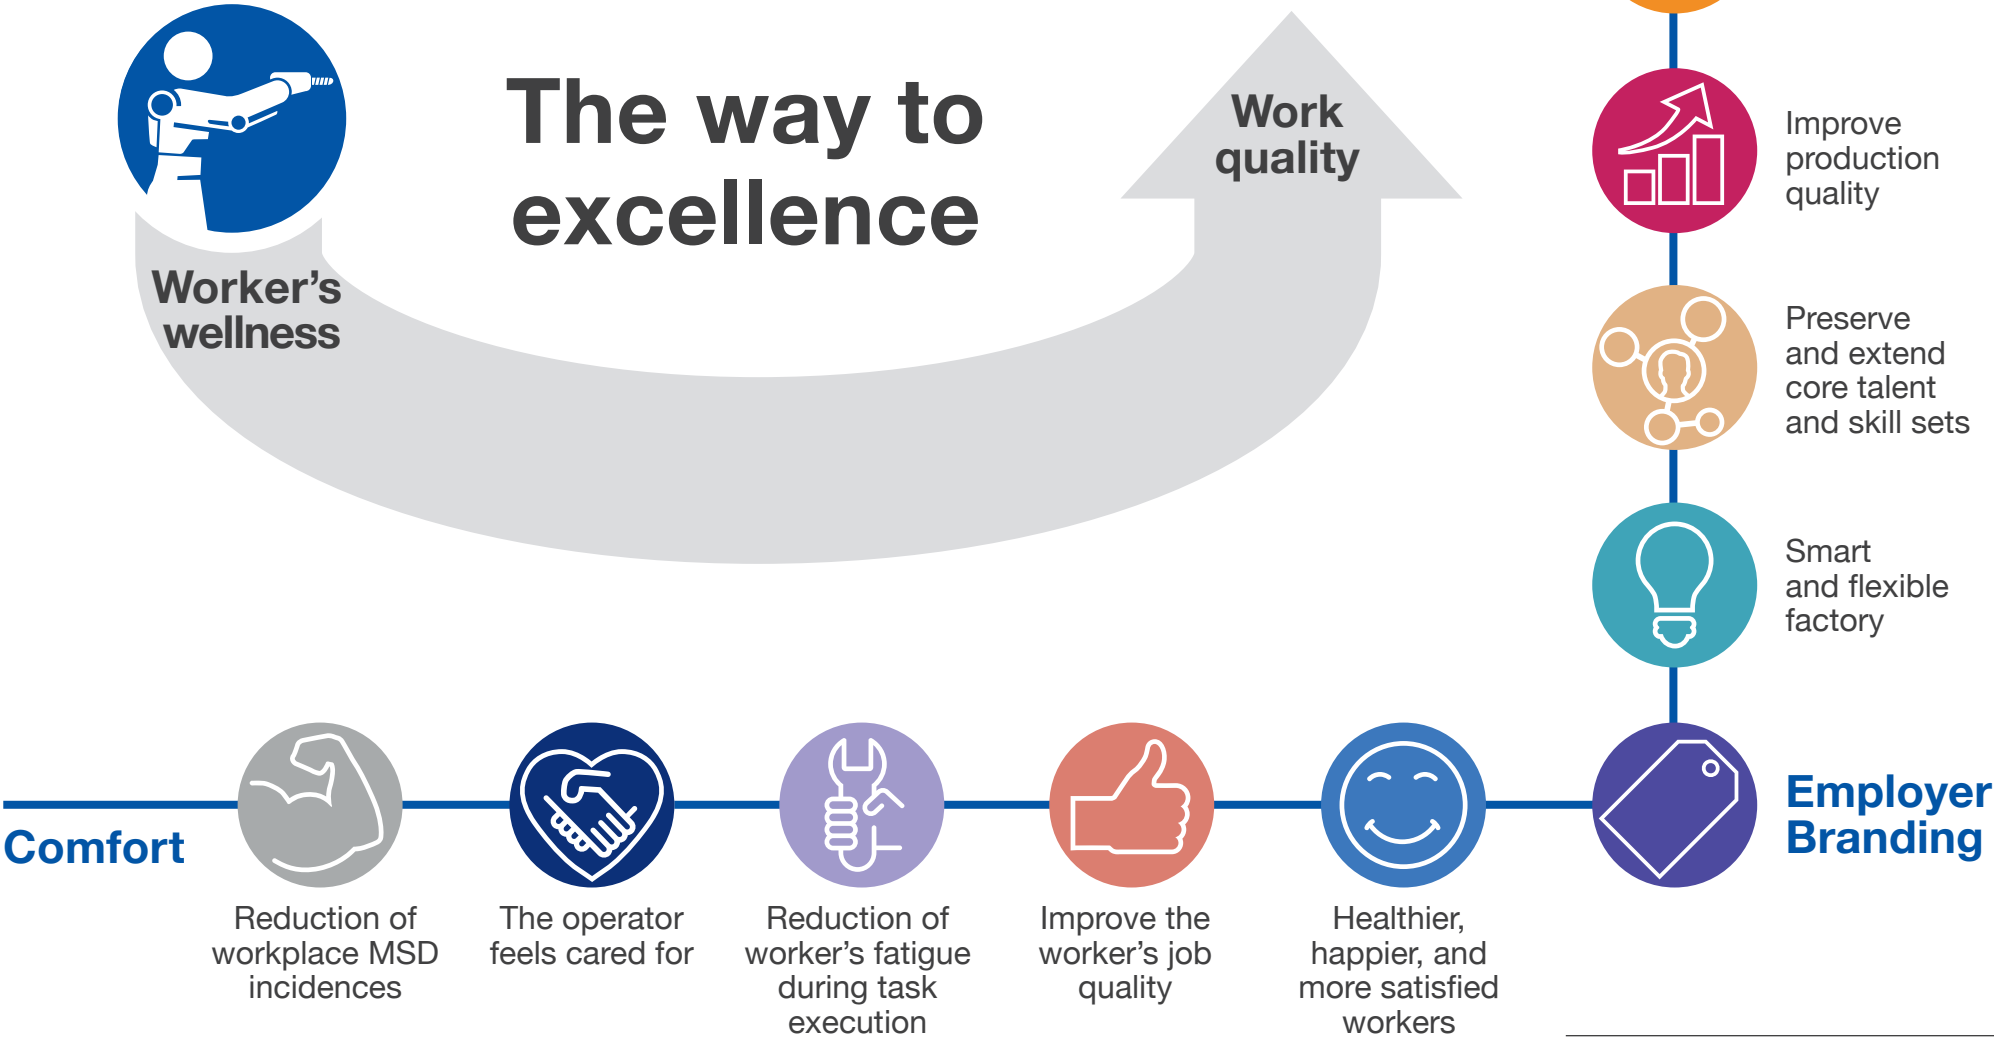 The way to
excellence
Work
quality
Worker’s
wellness
Improve
production
quality
Preserve
and extend
core talent
and skill sets
Smart
and flexible
factory
Employer
Branding
Comfort
Reduction of
workplace MSD
incidences
The operator
feels cared for
Reduction of
worker’s fatigue
during task
execution
Improve the
worker’s job
quality
Healthier,
happier, and
more satisfied
workers